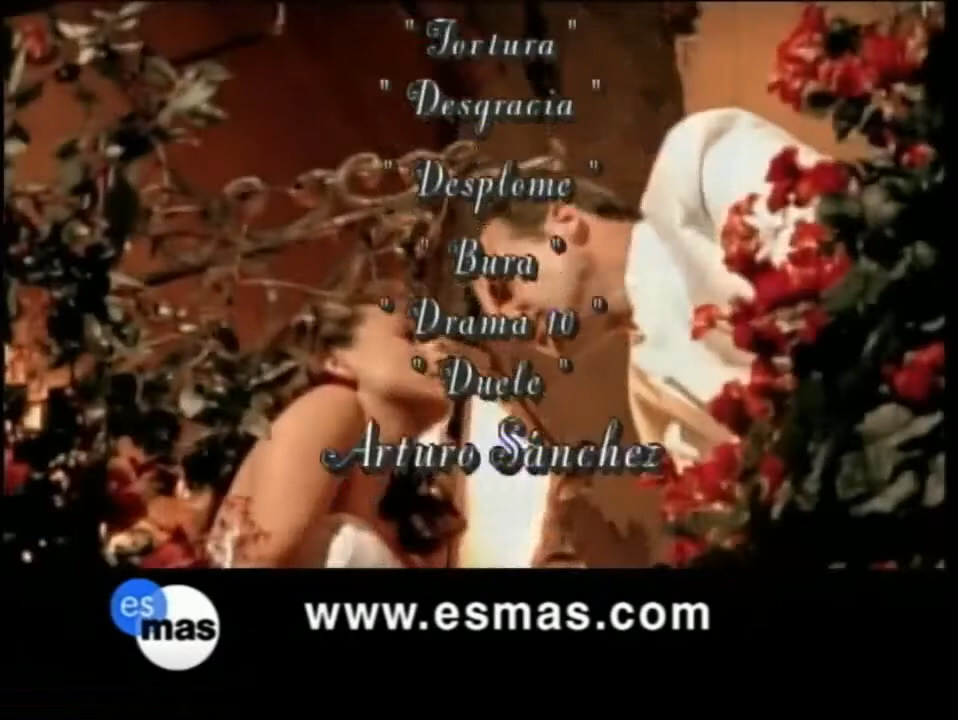 " Tortura "
" Desgracia "
" Desplome "
" Bura "
" Drama 10 "
" Duele "
Arturo Sánchez
es
mas
www.esmas.com